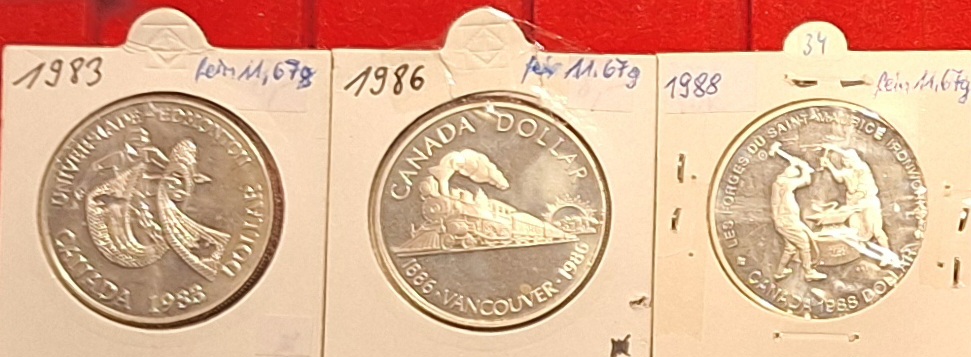 1983
fein 11,67g
UNIVERSIADE-EDMONTON
CANADA 1983
DOLLAR
1986
fein 11.67g
CANADA DOLLAR
1886·VANCOUVER·1986
34
1988
fein 11.67g
LES FORGES DU SAINT-MAURICE IRONWORKS
CANADA 1988 DOLLAR